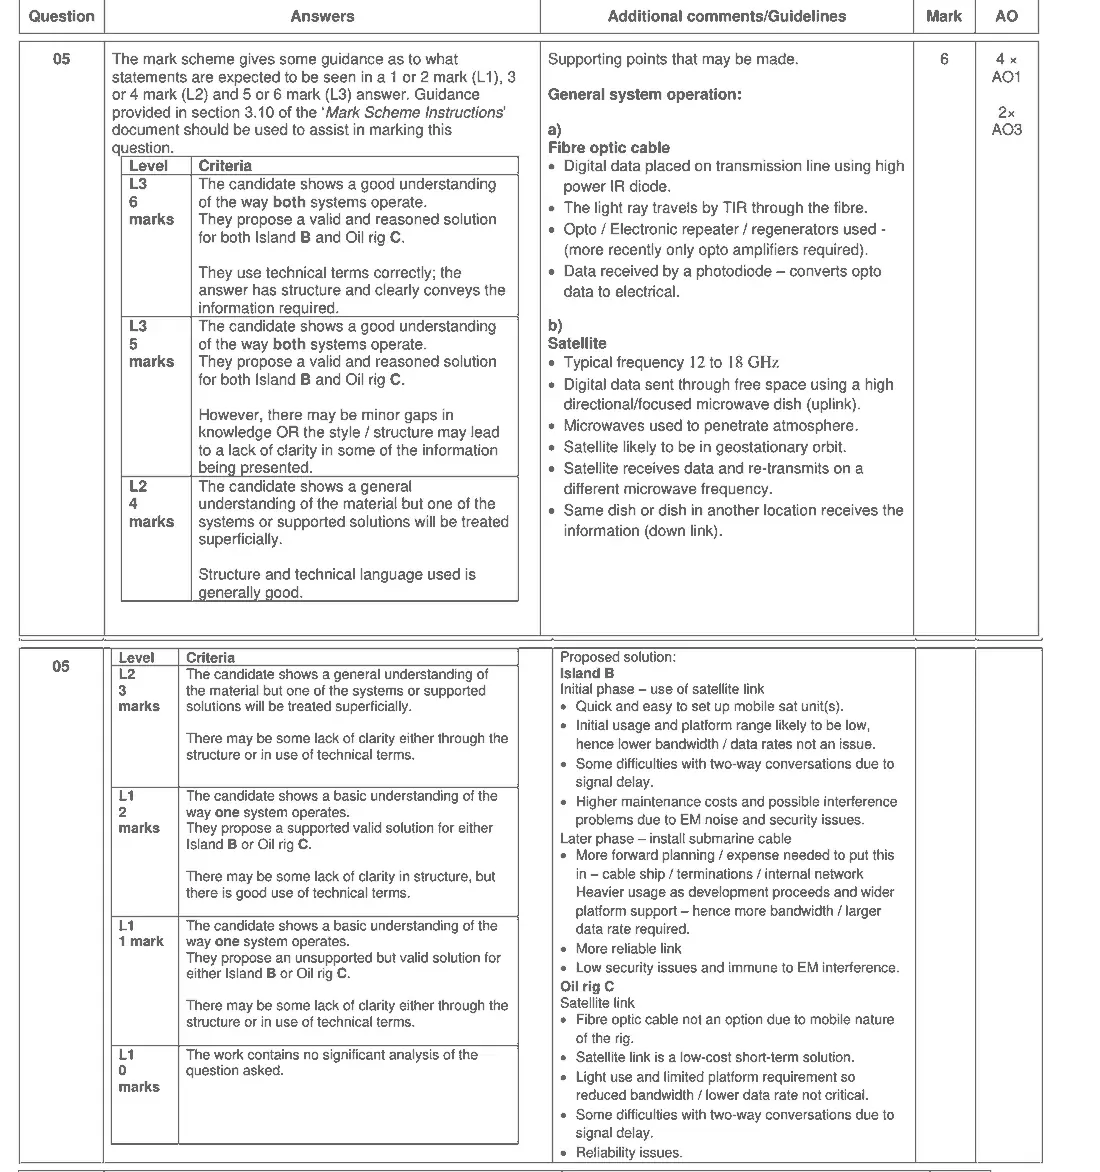 Question Answers Additional comments/Guidelines Mark AO
05
The mark scheme gives some guidance as to what
statements are expected to be seen in a 1 or 2 mark (L1), 3
or 4 mark (L2) and 5 or 6 mark (L3) answer. Guidance
provided in section 3.10 of the 'Mark Scheme Instructions'
document should be used to assist in marking this
question.
Level Criteria
L3
6
marks
The candidate shows a good understanding
of the way both systems operate.
They propose a valid and reasoned solution
for both Island B and Oil rig C.
They use technical terms correctly; the
answer has structure and clearly conveys the
information required.
L3
5
marks
The candidate shows a good understanding
of the way both systems operate.
They propose a valid and reasoned solution
for both Island B and Oil rig C.
However, there may be minor gaps in
knowledge OR the style / structure may lead
to a lack of clarity in some of the information
being presented.
L2
4
marks
The candidate shows a general
understanding of the material but one of the
systems or supported solutions will be treated
superficially.
Structure and technical language used is
generally good.
Supporting points that may be made.
General system operation:
a)
Fibre optic cable
• Digital data placed on transmission line using high
power IR diode.
• The light ray travels by TIR through the fibre.
• Opto / Electronic repeater / regenerators used -
(more recently only opto amplifiers required).
• Data received by a photodiode – converts opto
data to electrical.
b)
Satellite
• Typical frequency 12 to 18 GHz
• Digital data sent through free space using a high
directional/focused microwave dish (uplink).
• Microwaves used to penetrate atmosphere.
• Satellite likely to be in geostationary orbit.
• Satellite receives data and re-transmits on a
different microwave frequency.
• Same dish or dish in another location receives the
information (down link).
6
4 ×
AO1
2×
AO3
05
Level Criteria
L2
3
marks
The candidate shows a general understanding of
the material but one of the systems or supported
solutions will be treated superficially.
There may be some lack of clarity either through the
structure or in use of technical terms.
L1
2
marks
The candidate shows a basic understanding of the
way one system operates.
They propose a supported valid solution for either
Island B or Oil rig C.
There may be some lack of clarity in structure, but
there is good use of technical terms.
L1
1 mark
The candidate shows a basic understanding of the
way one system operates.
They propose an unsupported but valid solution for
either Island B or Oil rig C.
There may be some lack of clarity either through the
structure or in use of technical terms.
L1
0
marks
The work contains no significant analysis of the
question asked.
Proposed solution:
Island B
Initial phase – use of satellite link
• Quick and easy to set up mobile sat unit(s).
• Initial usage and platform range likely to be low,
hence lower bandwidth / data rates not an issue.
• Some difficulties with two-way conversations due to
signal delay.
• Higher maintenance costs and possible interference
problems due to EM noise and security issues.
Later phase – install submarine cable
• More forward planning / expense needed to put this
in – cable ship / terminations / internal network
Heavier usage as development proceeds and wider
platform support – hence more bandwidth / larger
data rate required.
• More reliable link
• Low security issues and immune to EM interference.
Oil rig C
Satellite link
• Fibre optic cable not an option due to mobile nature
of the rig.
• Satellite link is a low-cost short-term solution.
• Light use and limited platform requirement so
reduced bandwidth / lower data rate not critical.
• Some difficulties with two-way conversations due to
signal delay.
• Reliability issues.